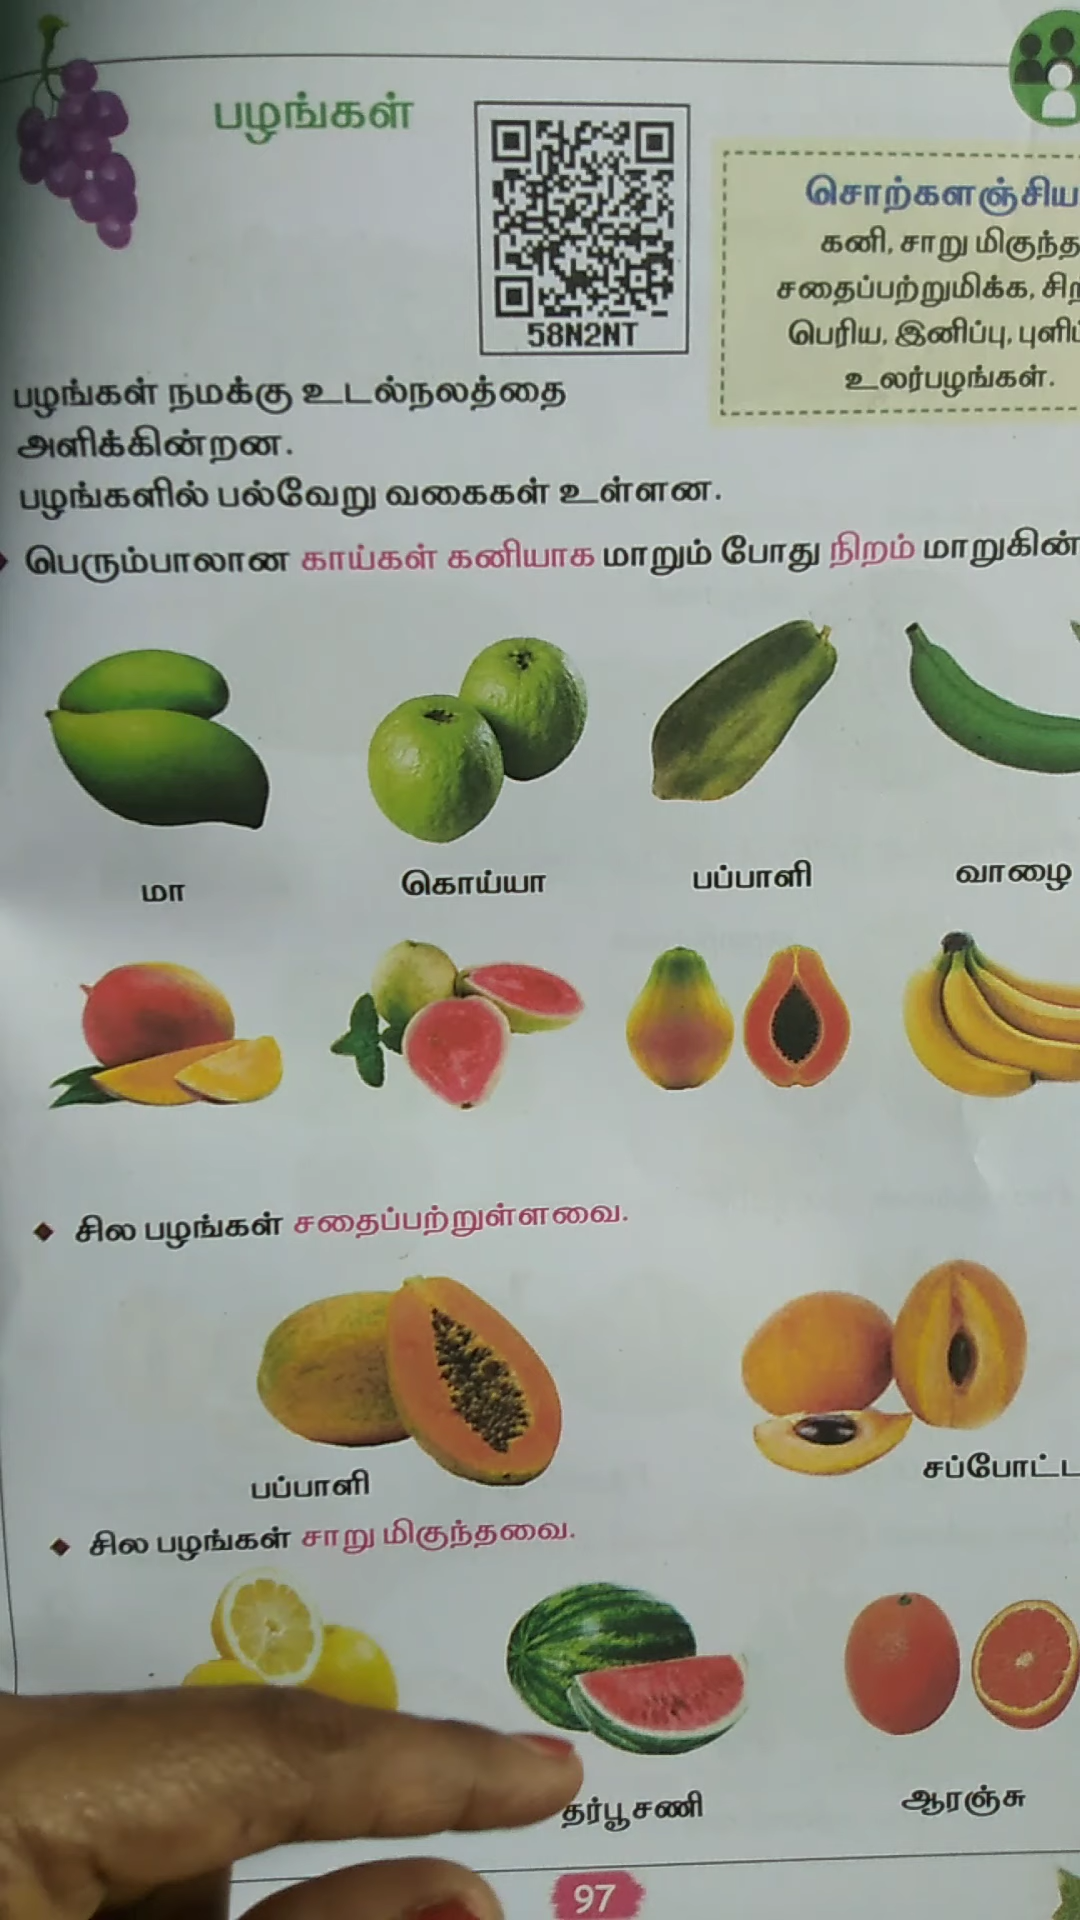 பழங்கள்
58N2NT
சொற்களஞ்சிய
கனி, சாறு மிகுந்த
சதைப்பற்றுமிக்க,
பெரிய, இனிப்பு,
உலர்பழங்கள்.
பழங்கள் நமக்கு உடல்நலத்தை
அளிக்கின்றன.
பழங்களில் பல்வேறு வகைகள் உள்ளன.
பெரும்பாலான காய்கள் கனியாக மாறும் போது நிறம் மாறுகின்
மா
கொய்யா
பப்பாளி
வாழை
சில பழங்கள் சதைப்பற்றுள்ளவை.
பப்பாளி
சப்போட்ட
சில பழங்கள் சாறு மிகுந்தவை.
தர்பூசணி
ஆரஞ்சு
97